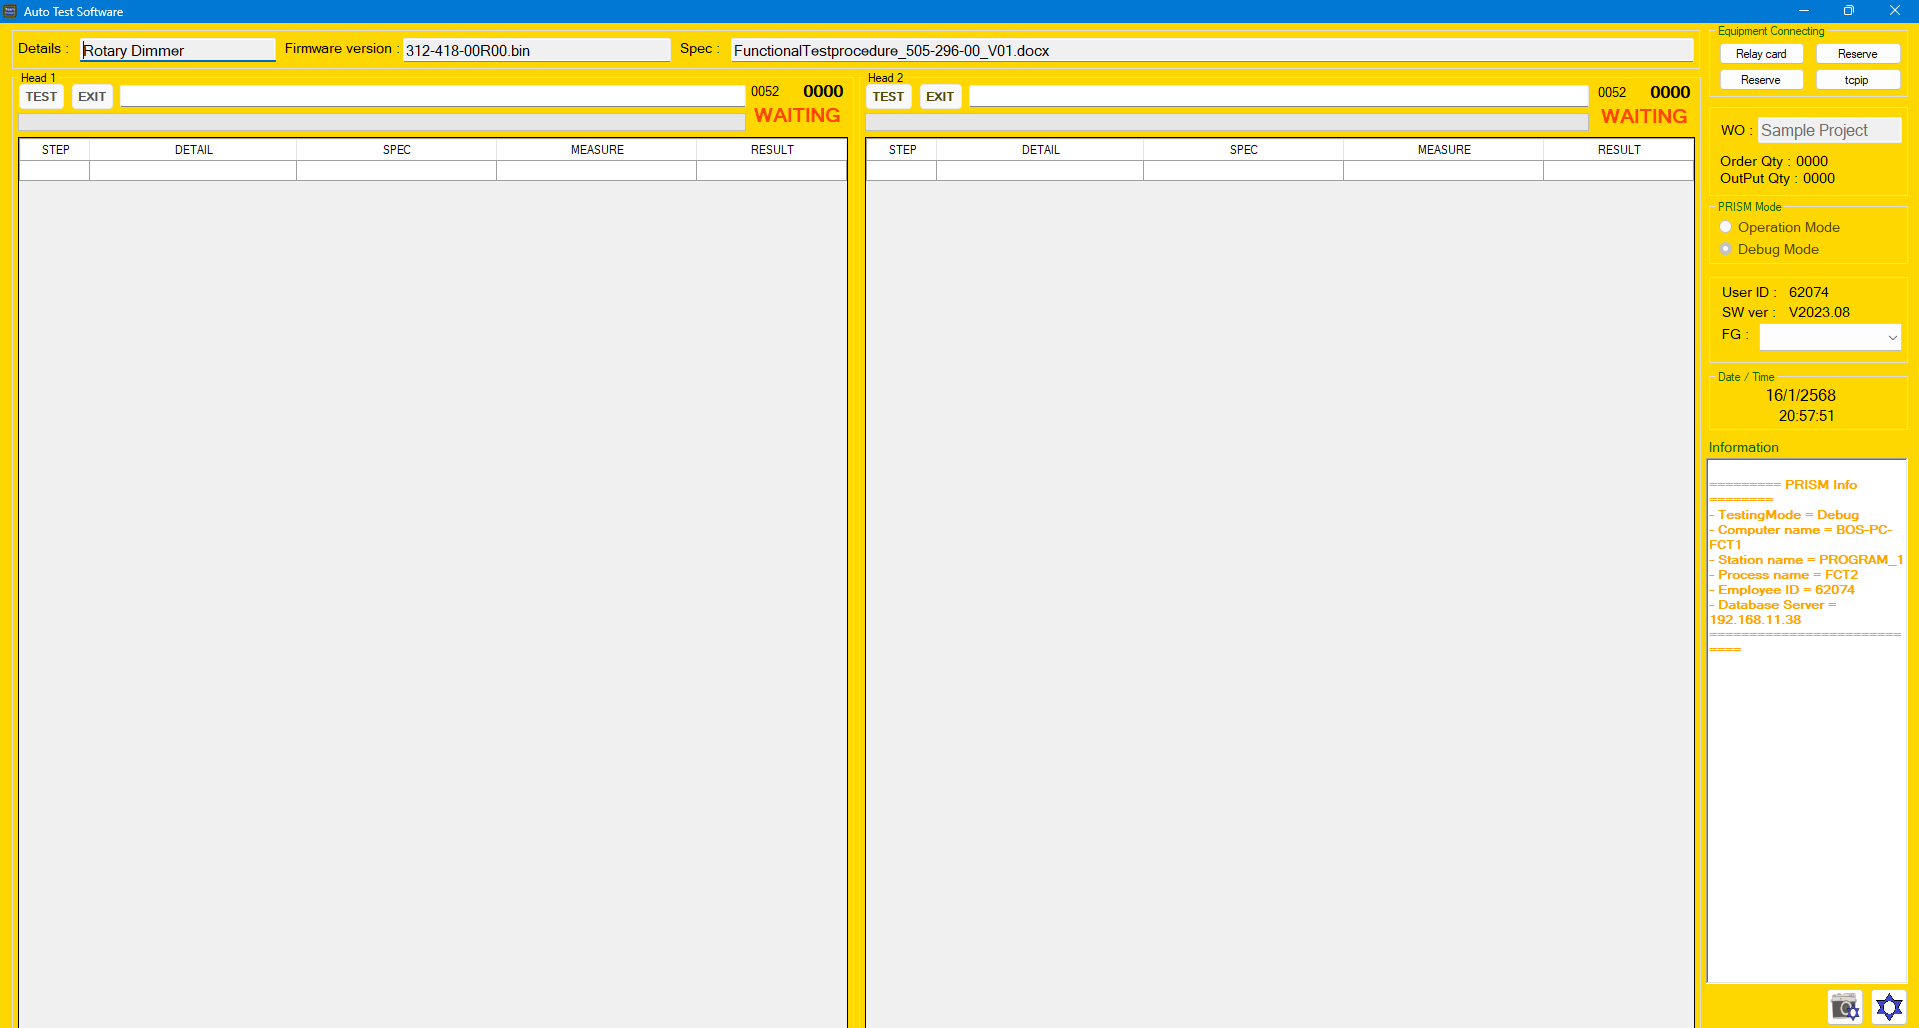 Auto Test Software
Details : Rotary Dimmer Firmware version : 312-418-00R00.bin Spec : FunctionalTestprocedure_505-296-00_V01.docx
Head 1
TEST EXIT 0052 0000
WAITING
STEP DETAIL SPEC MEASURE RESULT
Head 2
TEST EXIT 0052 0000
WAITING
STEP DETAIL SPEC MEASURE RESULT
Equipment Connecting
Relay card Reserve
Reserve tcpip
WO : Sample Project
Order Qty : 0000
OutPut Qty : 0000
PRISM Mode
Operation Mode
Debug Mode
User ID : 62074
SW ver : V2023.08
FG :
Date / Time
16/1/2568
20:57:51
Information
========= PRISM Info
========
- TestingMode = Debug
- Computer name = BOS-PC-
FCT1
- Station name = PROGRAM_1
- Process name = FCT2
- Employee ID = 62074
- Database Server =
192.168.11.38
========================
====